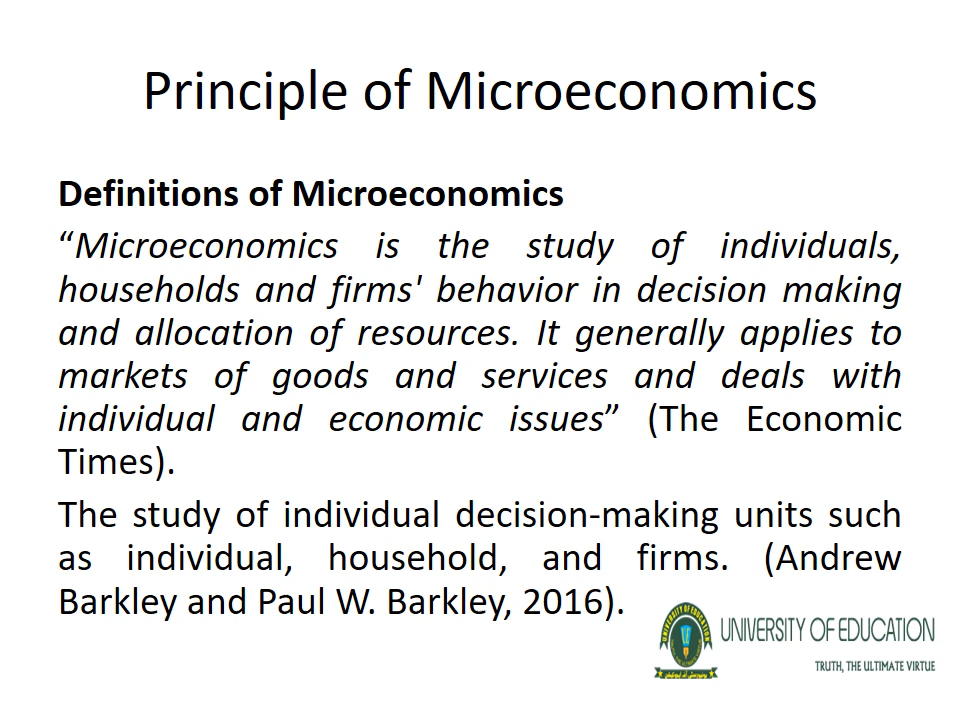 Principle of Microeconomics
Definitions of Microeconomics
“Microeconomics is the study of individuals,
households and firms' behavior in decision making
and allocation of resources. It generally applies to
markets of goods and services and deals with
individual and economic issues” (The Economic
Times).
The study of individual decision-making units such
as individual, household, and firms. (Andrew
Barkley and Paul W. Barkley, 2016).
UNIVERSITY OF EDUCATION
UNIVERSITY OF EDUCATION
TRUTH, THE ULTIMATE VIRTUE